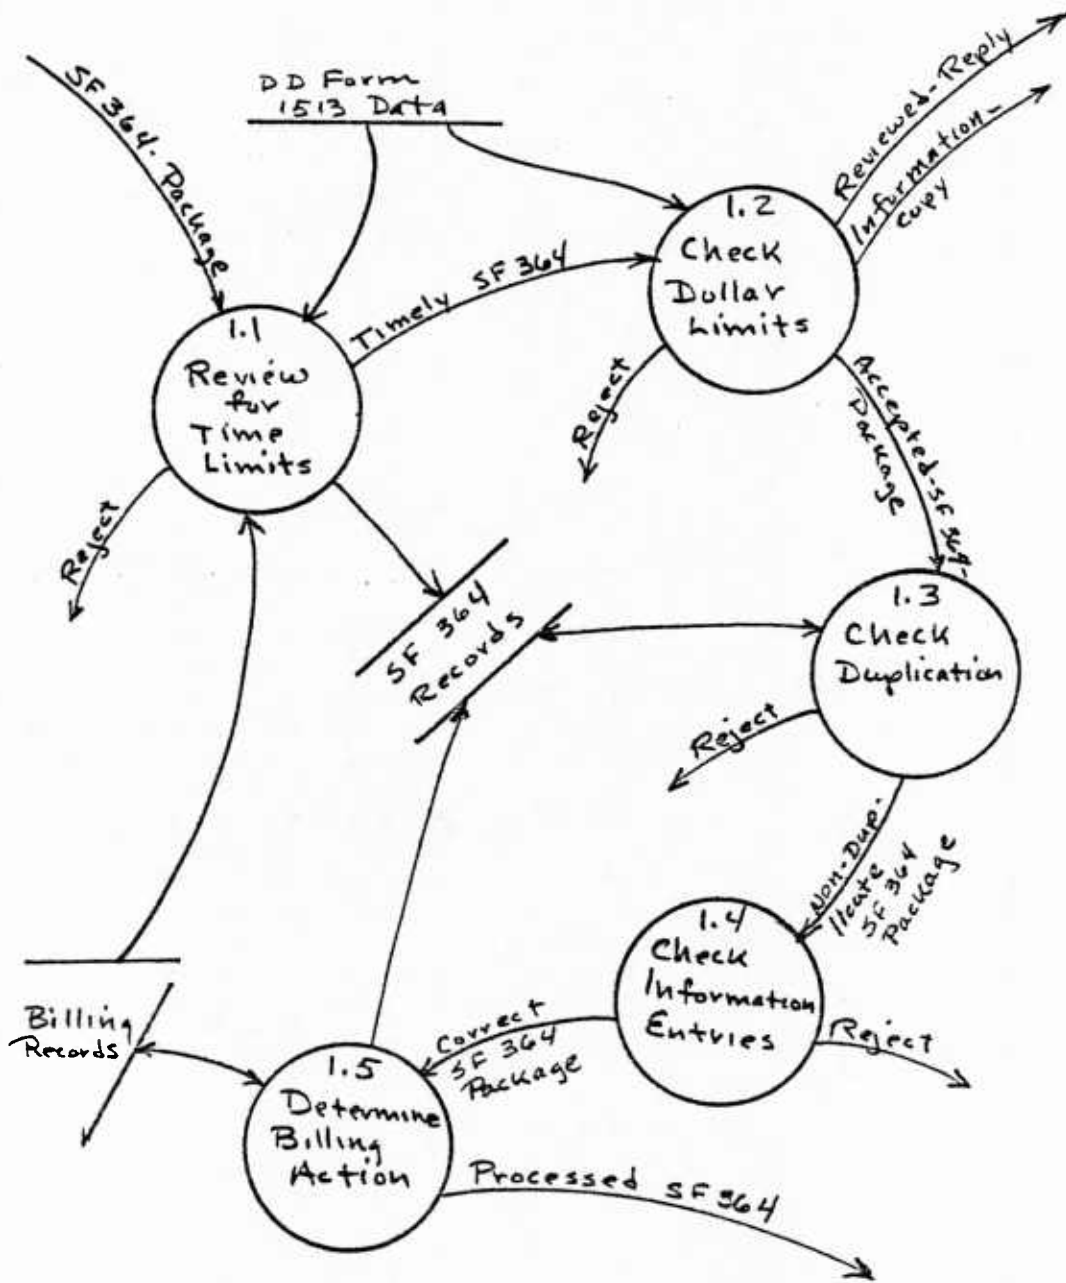 SF 364-Package
DD Form
1513 Data
Reviewed-Reply
Information-
copy
1.2
Check
Dollar
Limits
Timely SF 364
1.1
Review
for
Time
Limits
Reject
Reject
Accepted-SF 364-
Package
SF 364
Records
1.3
Check
Duplication
Reject
Non-Dup-
licate
SF 364
Package
1.4
Check
Information
Entries
Reject
Correct
SF 364
Package
Billing
Records
1.5
Determine
Billing
Action
Processed SF 364